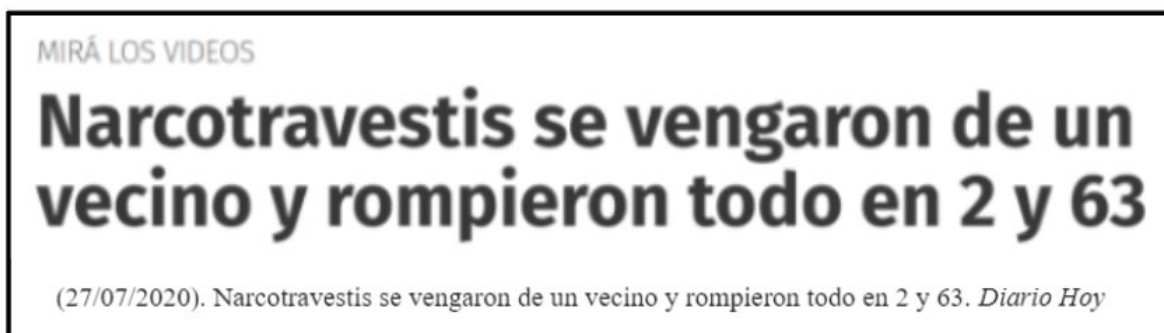 MIRÁ LOS VIDEOS
Narcotravestis se vengaron de un
vecino y rompieron todo en 2 y 63
(27/07/2020). Narcotravestis se vengaron de un vecino y rompieron todo en 2 y 63. Diario Hoy